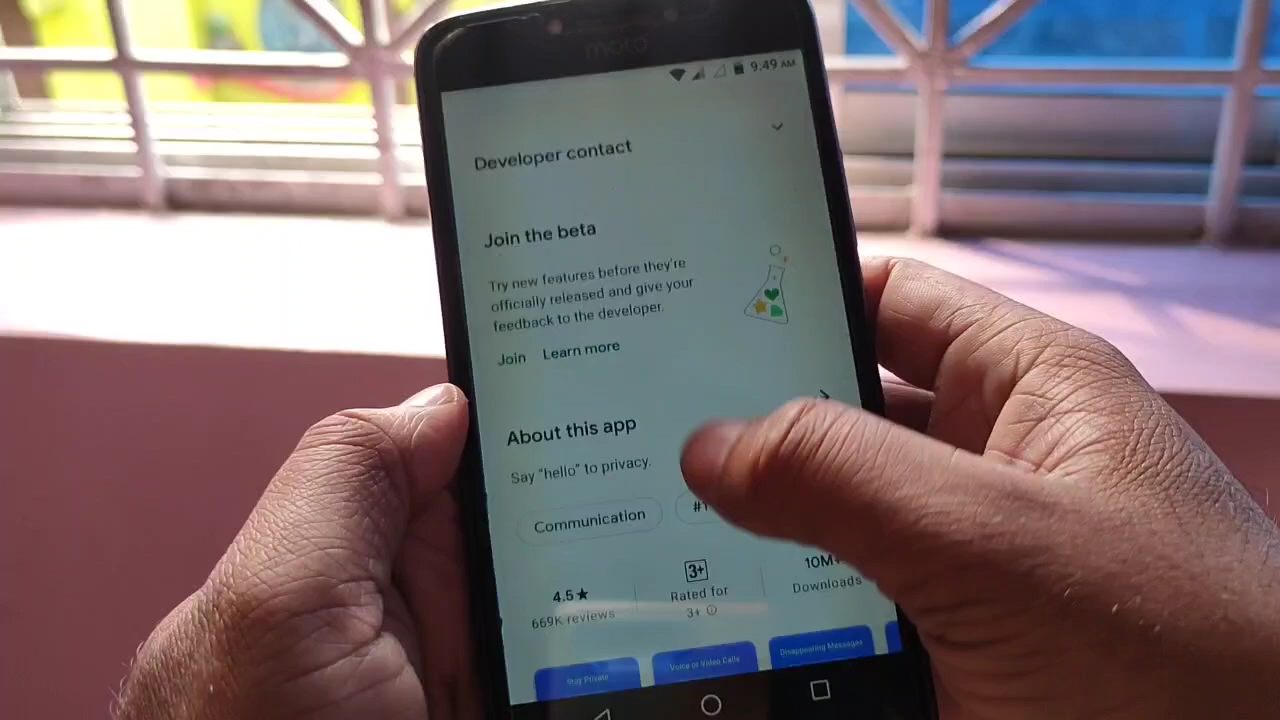 moto
9:49 AM
Developer contact
Join the beta
Try new features before they're
officially released and give your
feedback to the developer.
Join Learn more
About this app
Say "hello" to privacy.
Communication
4.5★
669K reviews
3+
Rated for
3+
10M+
Downloads
Stay Private
Voice or Video Calls
Disappearing Messages